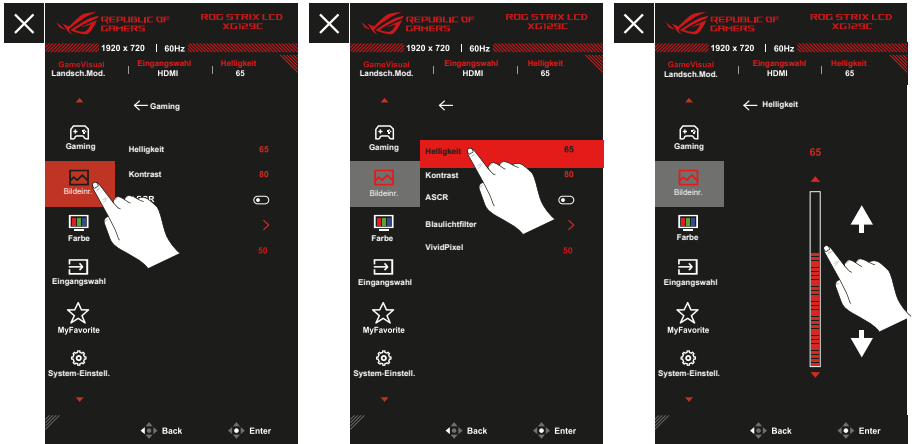 REPUBLIC OF
GAMERS
ROG STRIX LCD
XG129C
1920 x 720 | 60Hz
GameVisual
Landsch.Mod.
Eingangswahl
HDMI
Helligkeit
65
Gaming
Gaming
Bildeinr.
Farbe
Eingangswahl
MyFavorite
System-Einstell.
Helligkeit 65
Kontrast 80
50
Back
Enter
REPUBLIC OF
GAMERS
ROG STRIX LCD
XG129C
1920 x 720 | 60Hz
GameVisual
Landsch.Mod.
Eingangswahl
HDMI
Helligkeit
65
Gaming
Bildeinr.
Farbe
Eingangswahl
MyFavorite
System-Einstell.
Helligkeit 65
Kontrast 80
ASCR
Blaulichtfilter
VividPixel 50
Back
Enter
REPUBLIC OF
GAMERS
ROG STRIX LCD
XG129C
1920 x 720 | 60Hz
GameVisual
Landsch.Mod.
Eingangswahl
HDMI
Helligkeit
65
Helligkeit
Gaming
Bildeinr.
Farbe
Eingangswahl
MyFavorite
System-Einstell.
65
Back
Enter